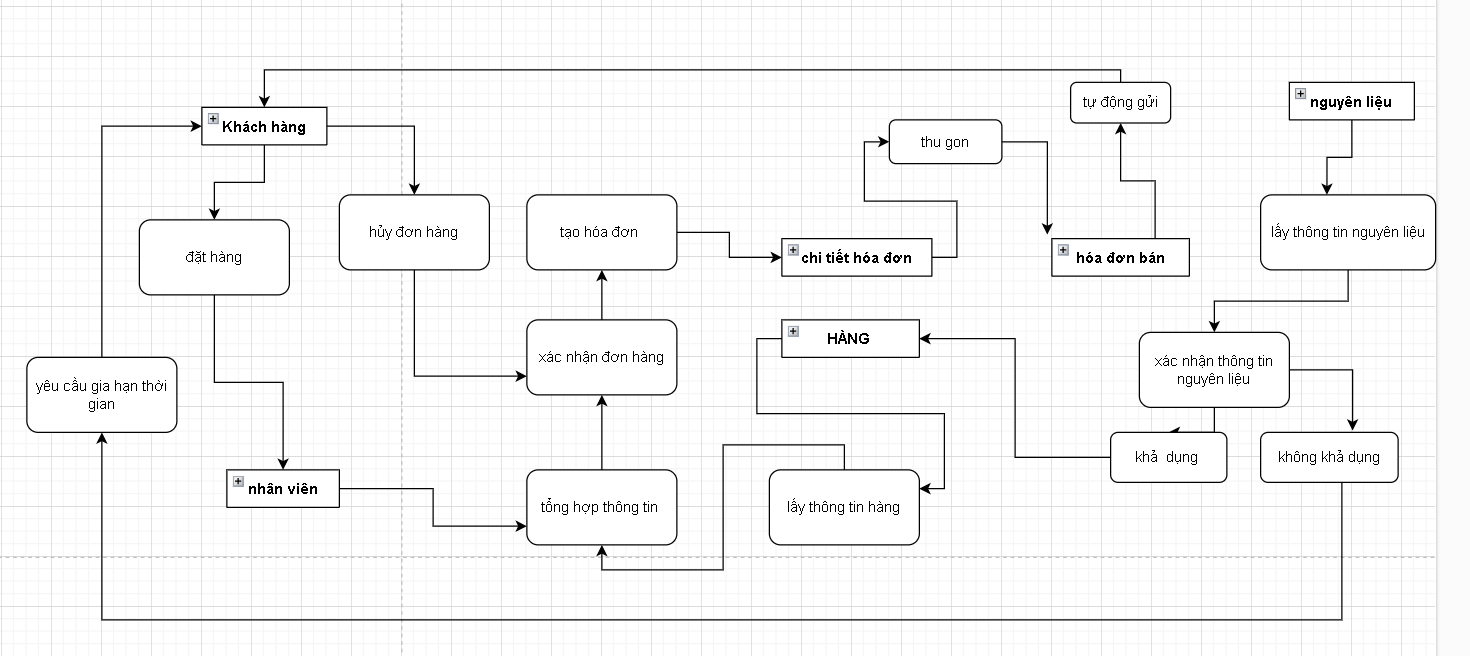 tự động gửi
nguyên liệu
Khách hàng
thu gon
hủy đơn hàng
tạo hóa đơn
lấy thông tin nguyên liệu
đặt hàng
chi tiết hóa đơn
hóa đơn bán
HÀNG
xác nhận đơn hàng
xác nhận thông tin
nguyên liệu
yêu cầu gia hạn thời
gian
khả dụng
không khả dụng
nhân viên
tổng hợp thông tin
lấy thông tin hàng